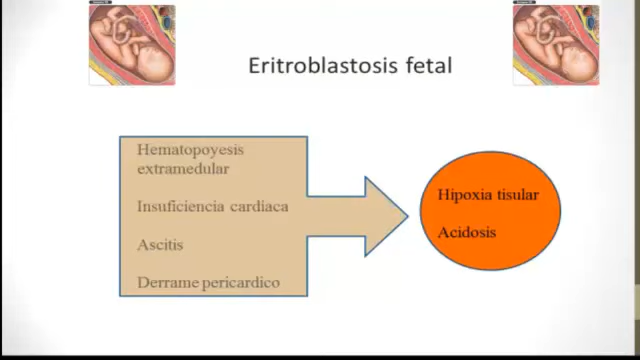 Eritroblastosis fetal
Hematopoyesis
extramedular
Insuficiencia cardiaca
Ascitis
Derrame pericardico
Hipoxia tisular
Acidosis